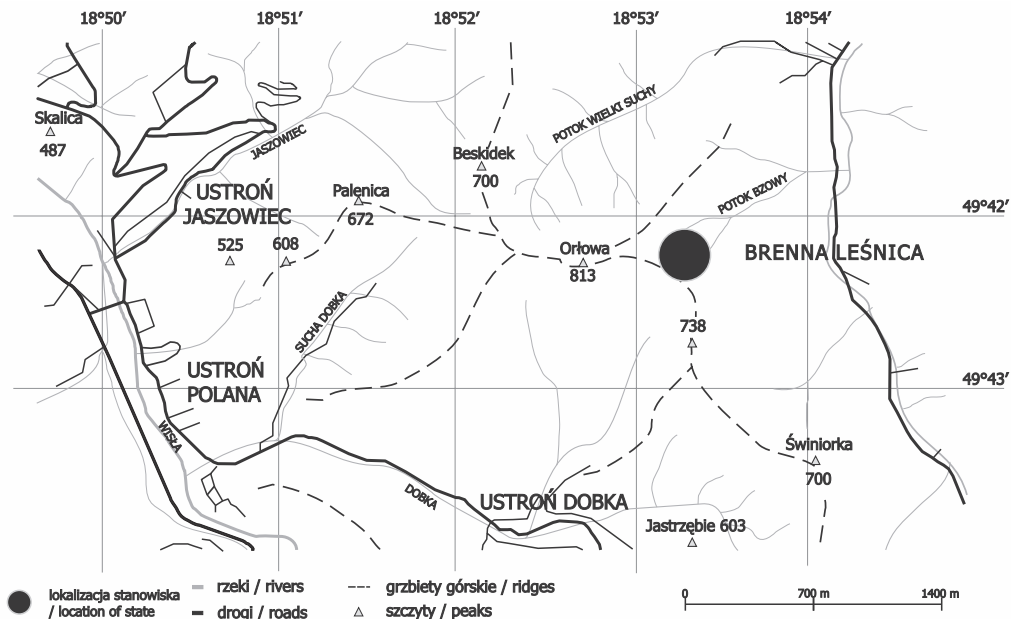 18°50' 18°51' 18°52' 18°53' 18°54'
Skalica
487
JASZOWIEC
POTOK WIELKI SUCHY
Beskidek
700
USTROŃ
JASZOWIEC
Palenica
672
POTOK BZOWY
49°42'
525
608
Orłowa
813
BRENNA LEŚNICA
SUCHA DOBKA
738
USTROŃ
POLANA
49°43'
WISŁA
Świniorka
700
DOBKA
USTROŃ DOBKA
Jastrzębie 603
lokalizacja stanowiska
/ location of state
rzeki / rivers
drogi / roads
grzbiety górskie / ridges
szczyty / peaks
0 700 m 1400 m